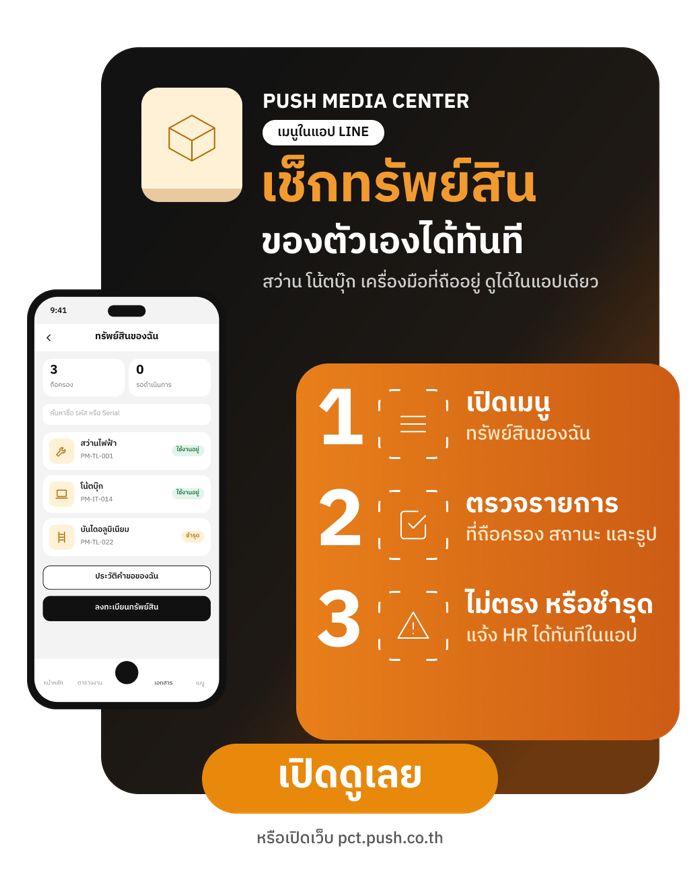 PUSH MEDIA CENTER
เมนูในแอป LINE
เช็กทรัพย์สิน
ของตัวเองได้ทันที
สว่าน โน้ตบุ๊ก เครื่องมือที่ถืออยู่ ดูได้ในแอปเดียว
9:41
ทรัพย์สินของฉัน
3
ถือครอง
0
รอดำเนินการ
ค้นหาชื่อ รหัส หรือ Serial
สว่านไฟฟ้า
PM-TL-001
ใช้งานอยู่
โน้ตบุ๊ก
PM-IT-014
ใช้งานอยู่
บันไดอลูมิเนียม
PM-TL-022
ชำรุด
ประวัติคำขอของฉัน
ลงทะเบียนทรัพย์สิน
หน้าหลัก
ตารางงาน
เอกสาร
เมนู
1
เปิดเมนู
ทรัพย์สินของฉัน
2
ตรวจรายการ
ที่ถือครอง สถานะ และรูป
3
ไม่ตรง หรือชำรุด
แจ้ง HR ได้ทันทีในแอป
เปิดดูเลย
หรือเปิดเว็บ pct.push.co.th